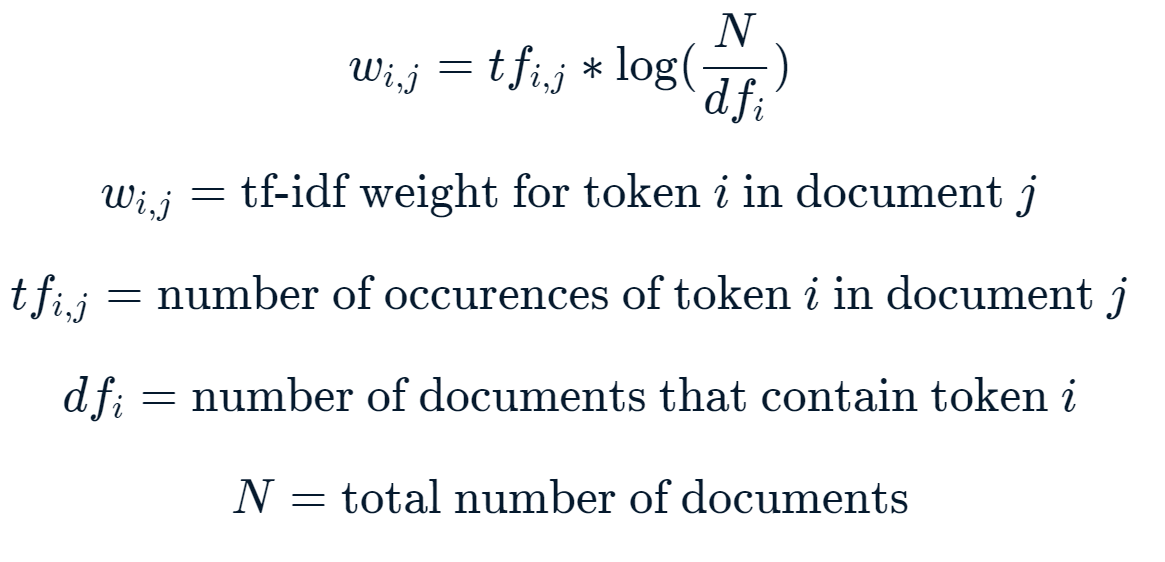 w_{i,j} = tf_{i,j} * log(\frac{N}{df_i})
w_{i,j} = tf-idf weight for token i in document j
tf_{i,j} = number of occurences of token i in document j
df_i = number of documents that contain token i
N = total number of documents